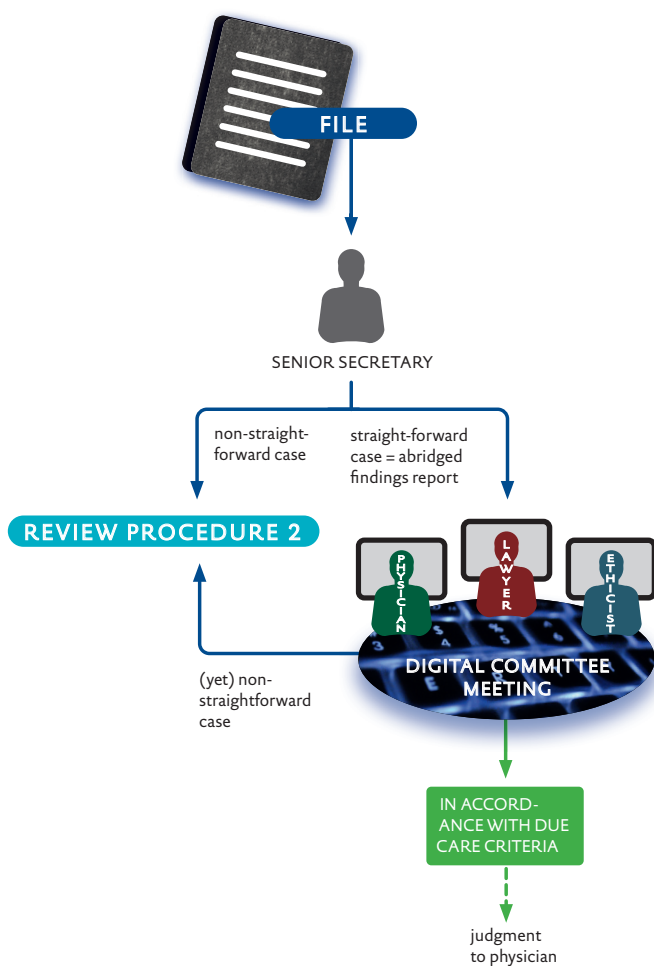 FILE
SENIOR SECRETARY
non-straight-
forward case
straight-forward
case = abridged
findings report
REVIEW PROCEDURE 2
PHYSICIAN
LAWYER
ETHICIST
DIGITAL COMMITTEE
MEETING
(yet) non-
straightforward
case
IN ACCORD-
ANCE WITH DUE
CARE CRITERIA
judgment
to physician